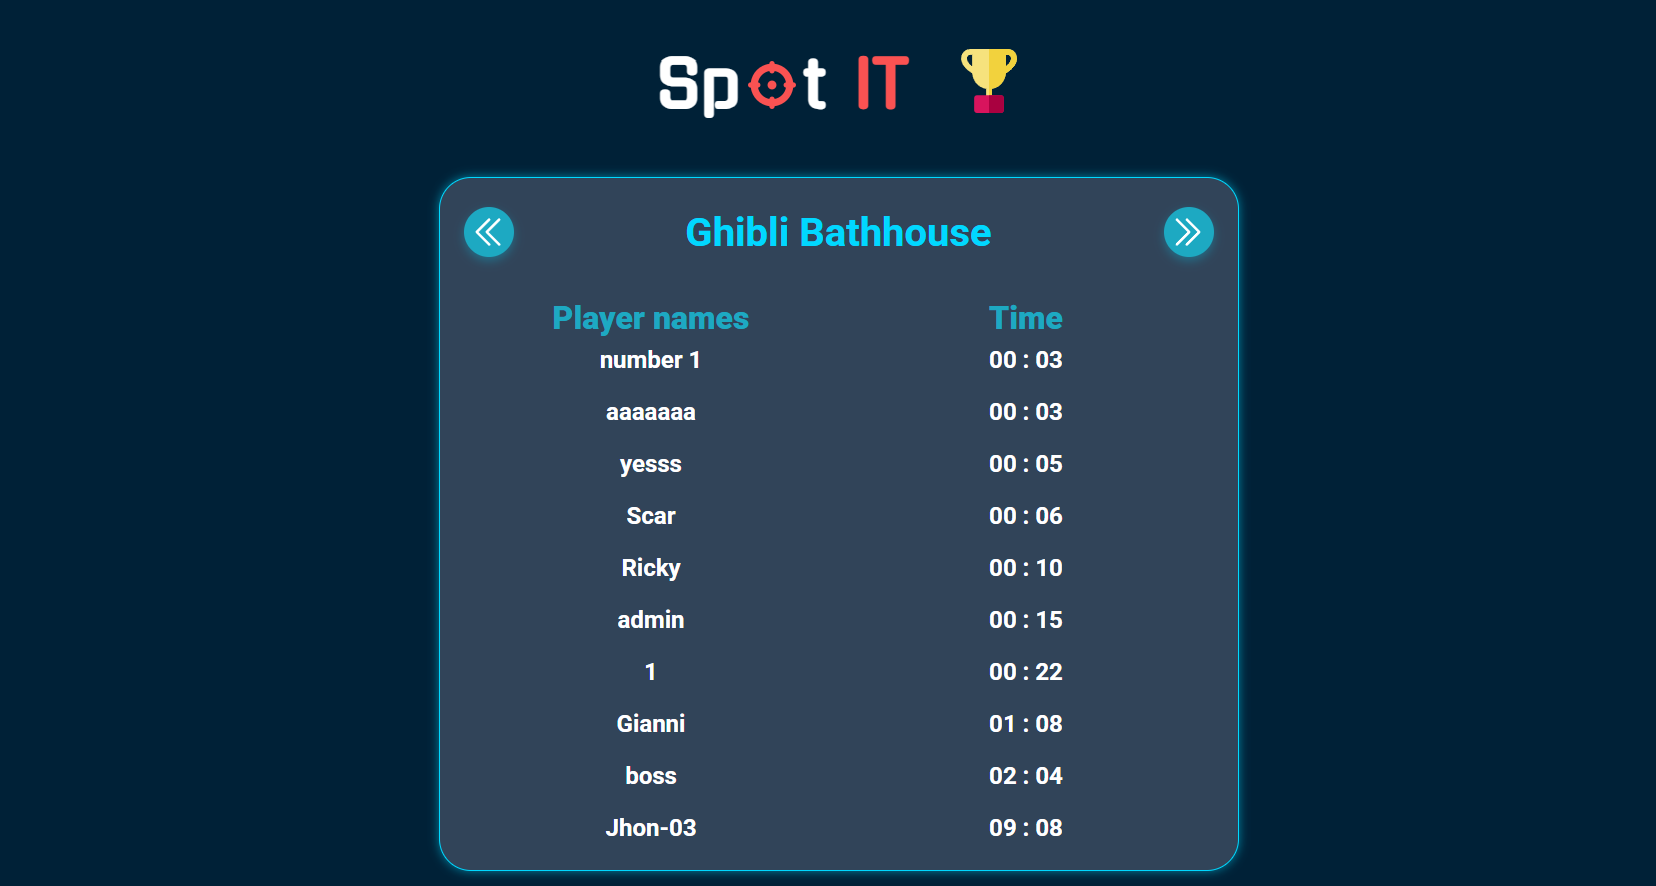 Spot IT
Ghibli Bathhouse
Player names Time
number 1 00 : 03
aaaaaaa 00 : 03
yesss 00 : 05
Scar 00 : 06
Ricky 00 : 10
admin 00 : 15
1 00 : 22
Gianni 01 : 08
boss 02 : 04
Jhon-03 09 : 08